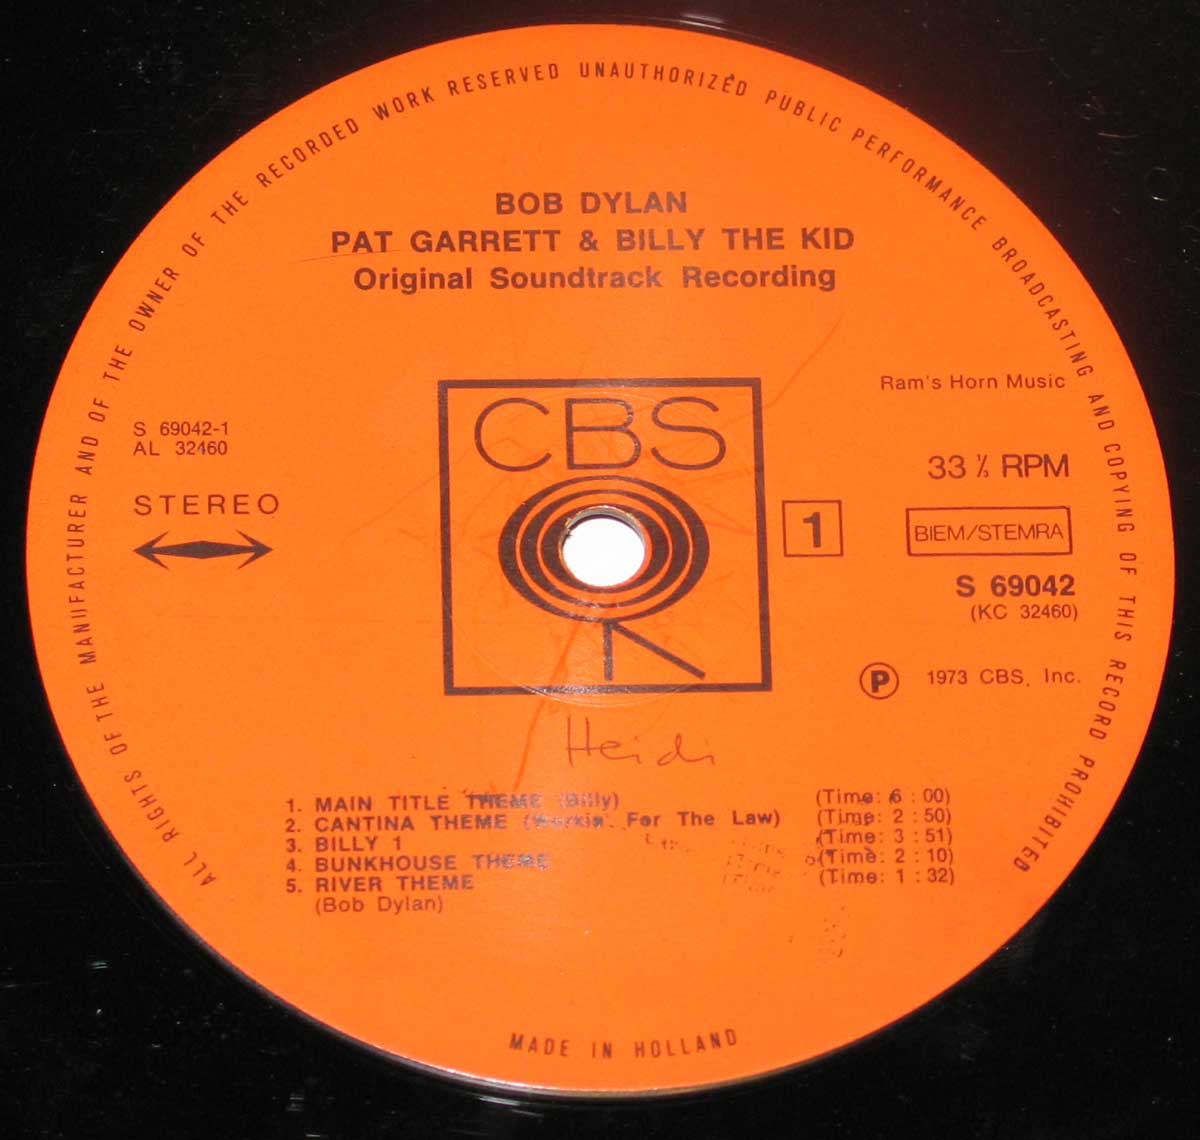 ALL RIGHTS OF THE MANUFACTURER AND OF THE OWNER OF THE RECORDED WORK RESERVED UNAUTHORIZED PUBLIC PERFORMANCE BROADCASTING AND COPYING OF THIS RECORD PROHIBITED
BOB DYLAN
PAT GARRETT & BILLY THE KID
Original Soundtrack Recording
Ram's Horn Music
CBS
S 69042-1
AL 32460
STEREO
33 ⅓ RPM
1
BIEM/STEMRA
S 69042
(KC 32460)
℗ 1973 CBS, Inc.
Heidi
1. MAIN TITLE THEME (Billy) (Time: 6 : 00)
2. CANTINA THEME (Workin' For The Law) (Time: 2 : 50)
3. BILLY 1 (Time: 3 : 51)
4. BUNKHOUSE THEME (Time: 2 : 10)
5. RIVER THEME (Time: 1 : 32)
(Bob Dylan)
MADE IN HOLLAND